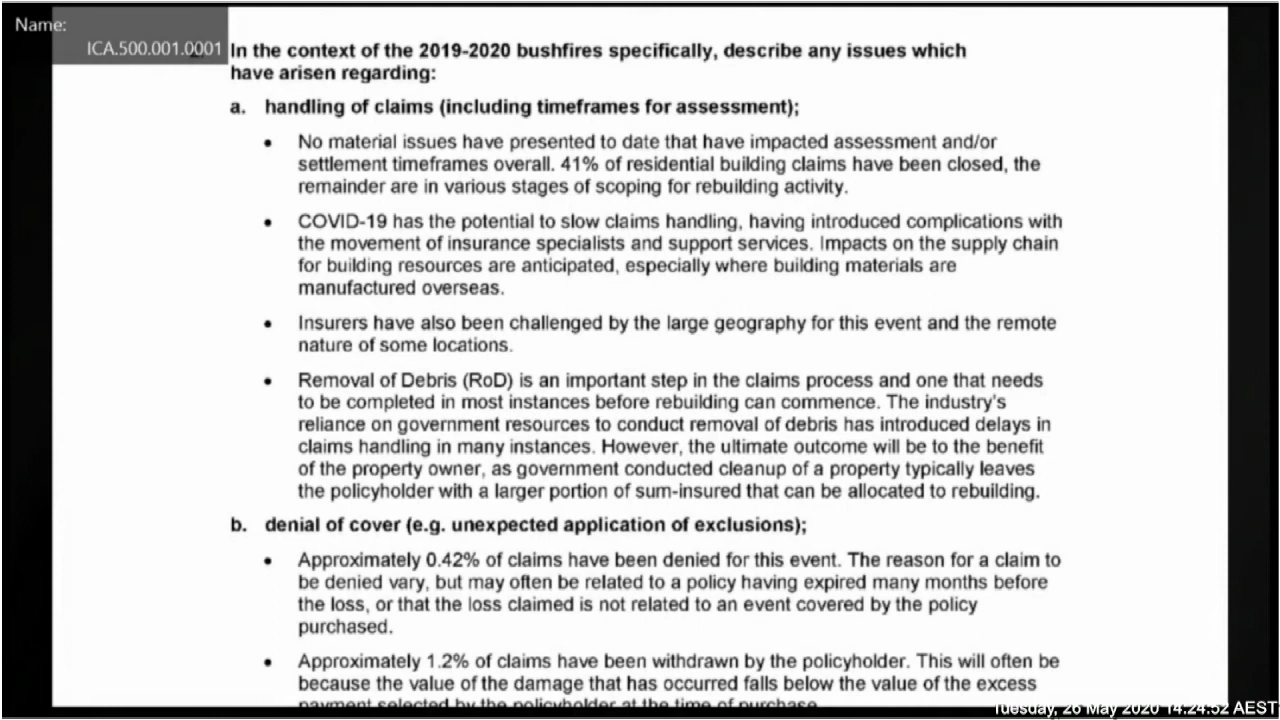 Name:
ICA.500.001.0001
In the context of the 2019-2020 bushfires specifically, describe any issues which
have arisen regarding:
a. handling of claims (including timeframes for assessment);
• No material issues have presented to date that have impacted assessment and/or
settlement timeframes overall. 41% of residential building claims have been closed, the
remainder are in various stages of scoping for rebuilding activity.
• COVID-19 has the potential to slow claims handling, having introduced complications with
the movement of insurance specialists and support services. Impacts on the supply chain
for building resources are anticipated, especially where building materials are
manufactured overseas.
• Insurers have also been challenged by the large geography for this event and the remote
nature of some locations.
• Removal of Debris (RoD) is an important step in the claims process and one that needs
to be completed in most instances before rebuilding can commence. The industry's
reliance on government resources to conduct removal of debris has introduced delays in
claims handling in many instances. However, the ultimate outcome will be to the benefit
of the property owner, as government conducted cleanup of a property typically leaves
the policyholder with a larger portion of sum-insured that can be allocated to rebuilding.
b. denial of cover (e.g. unexpected application of exclusions);
• Approximately 0.42% of claims have been denied for this event. The reason for a claim to
be denied vary, but may often be related to a policy having expired many months before
the loss, or that the loss claimed is not related to an event covered by the policy
purchased.
• Approximately 1.2% of claims have been withdrawn by the policyholder. This will often be
because the value of the damage that has occurred falls below the value of the excess
payment selected by the policyholder at the time of purchase.
Tuesday, 26 May 2020 14:24:52 AEST